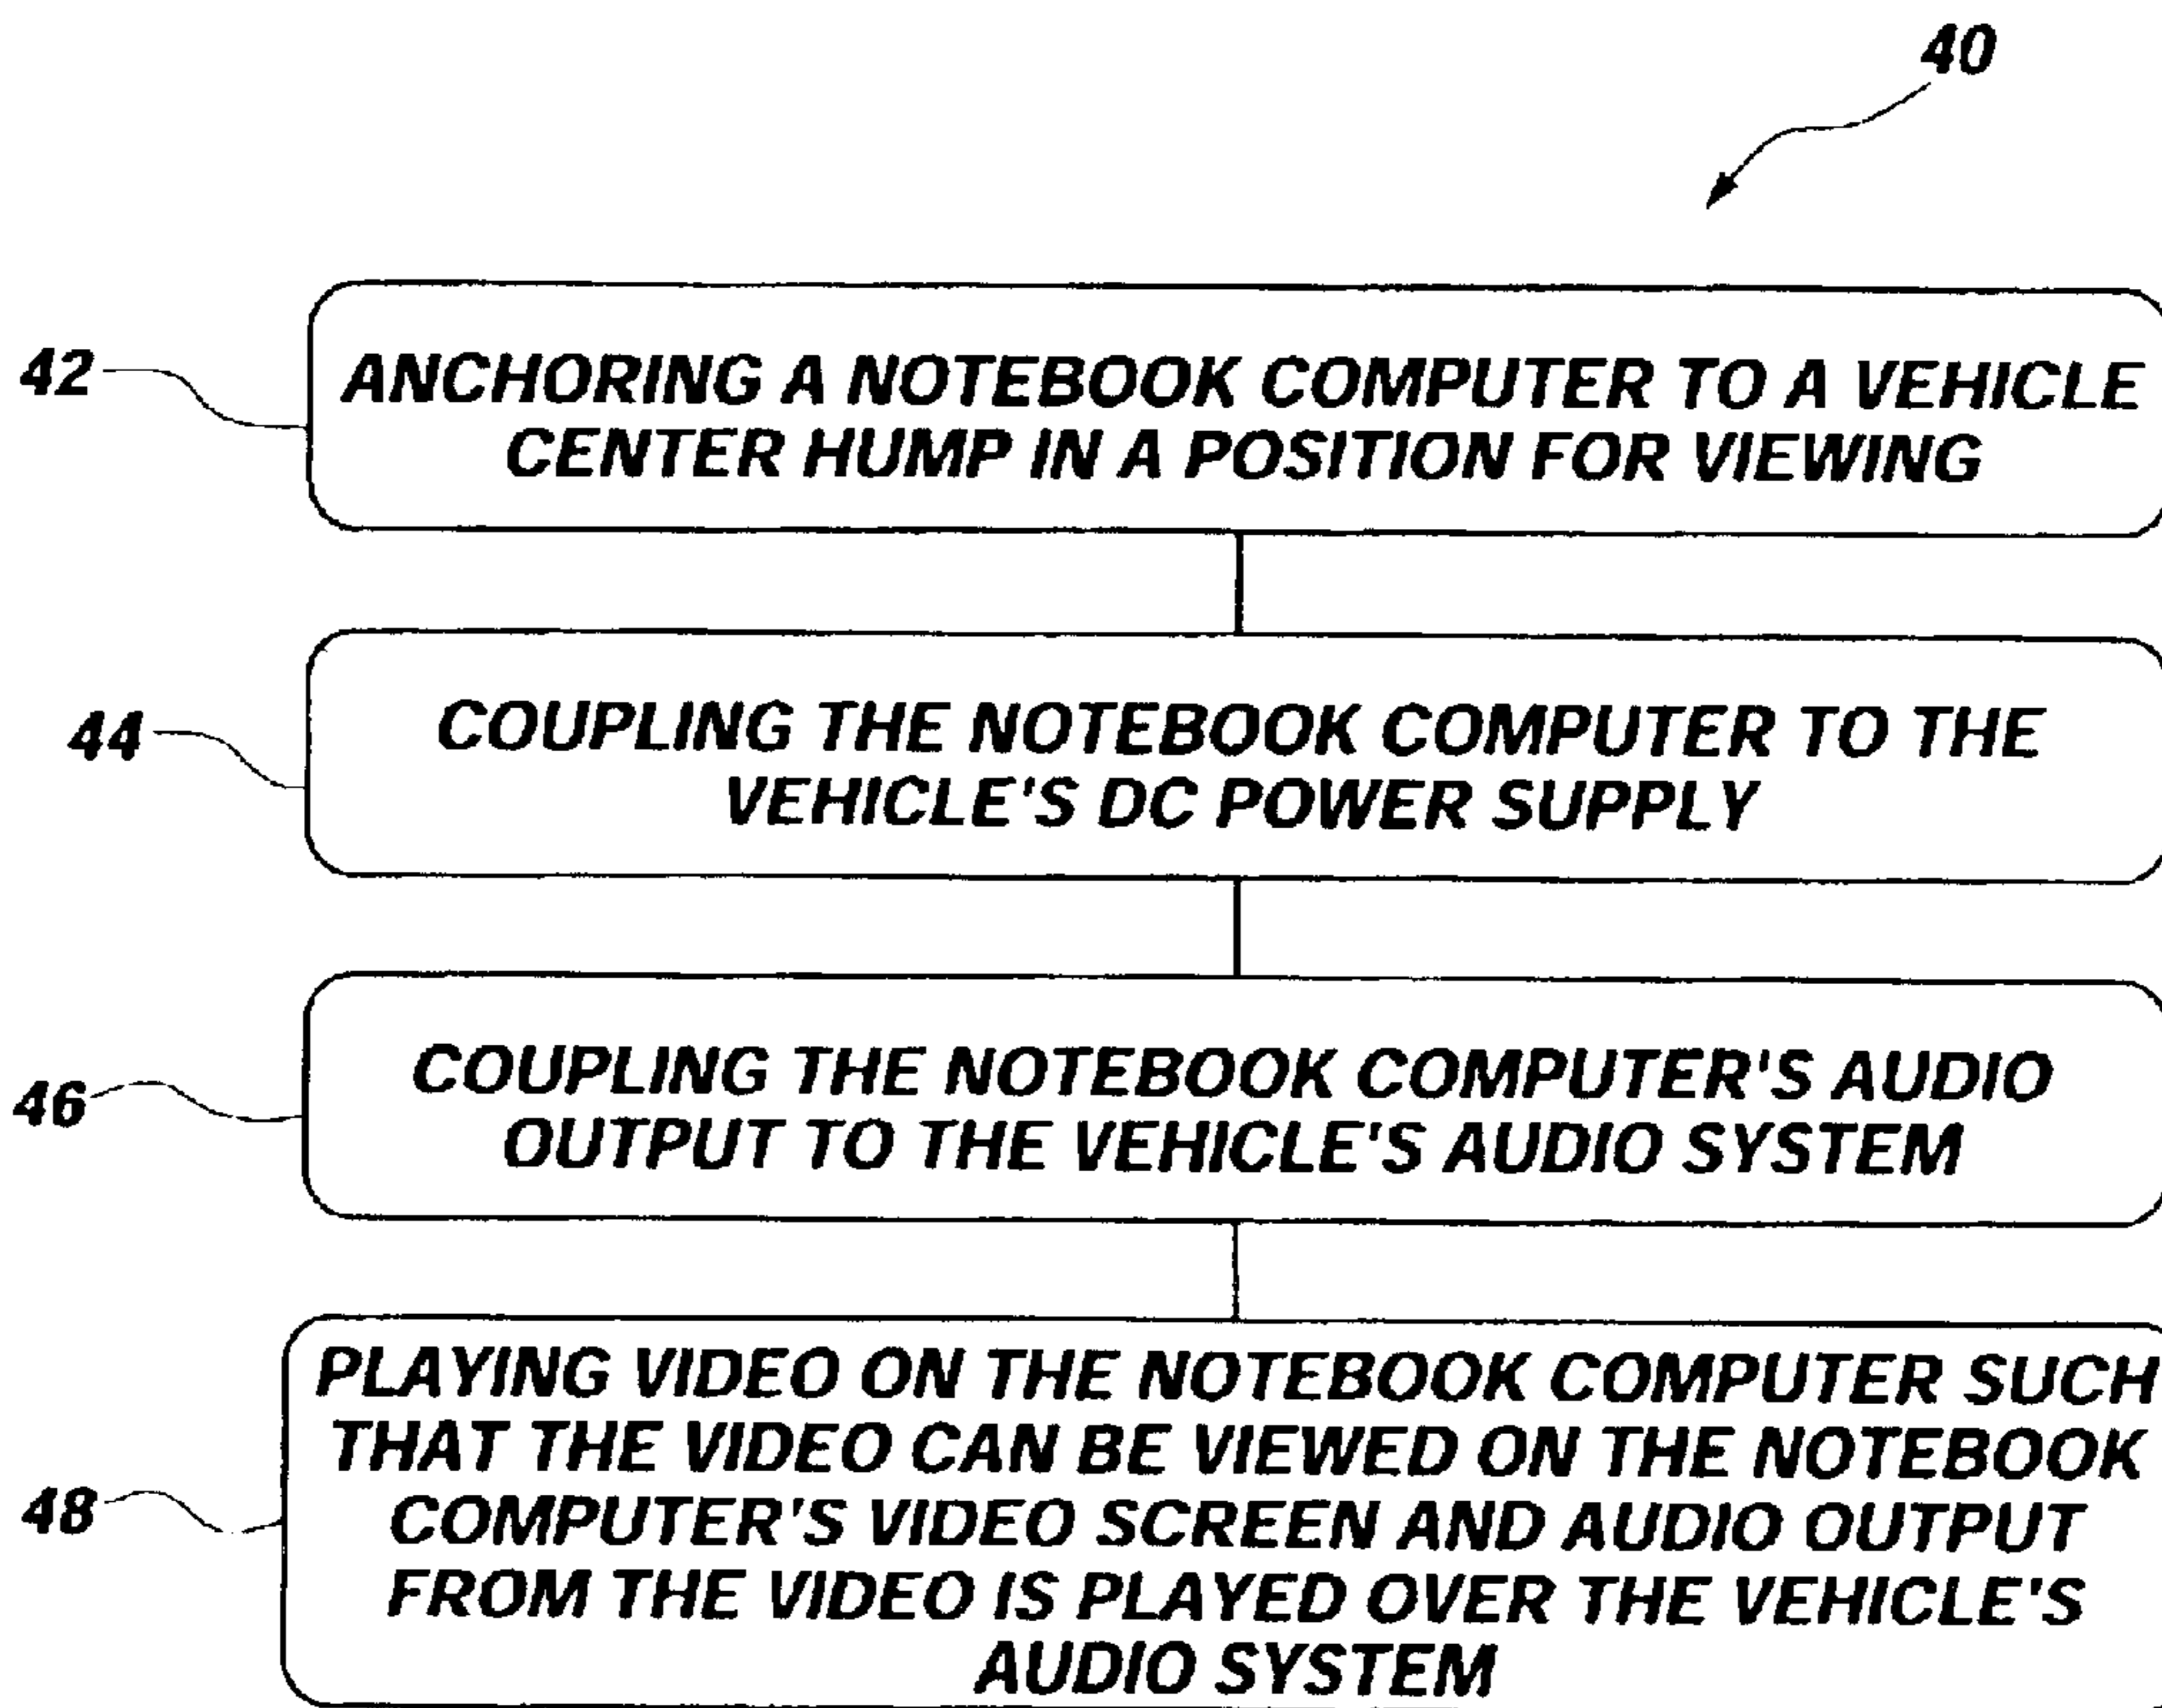 40
42
ANCHORING A NOTEBOOK COMPUTER TO A VEHICLE
CENTER HUMP IN A POSITION FOR VIEWING
44
COUPLING THE NOTEBOOK COMPUTER TO THE
VEHICLE'S DC POWER SUPPLY
46
COUPLING THE NOTEBOOK COMPUTER'S AUDIO
OUTPUT TO THE VEHICLE'S AUDIO SYSTEM
48
PLAYING VIDEO ON THE NOTEBOOK COMPUTER SUCH
THAT THE VIDEO CAN BE VIEWED ON THE NOTEBOOK
COMPUTER'S VIDEO SCREEN AND AUDIO OUTPUT
FROM THE VIDEO IS PLAYED OVER THE VEHICLE'S
AUDIO SYSTEM